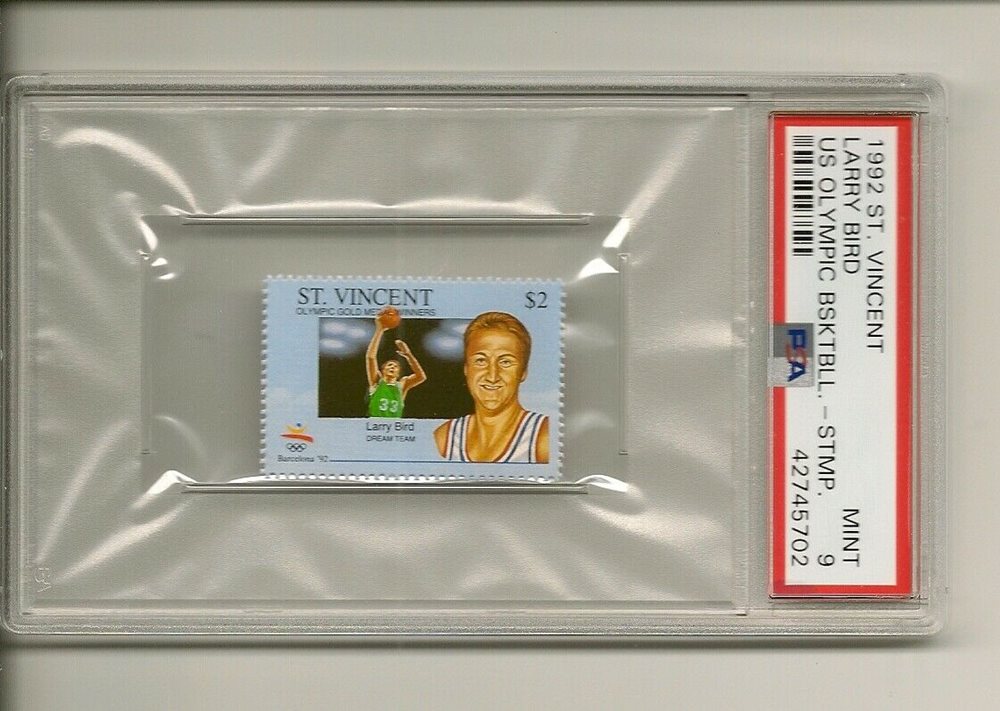 ST. VINCENT $2
OLYMPIC GOLD MEDAL WINNERS
33
Larry Bird
DREAM TEAM
Barcelona '92
1992 ST. VINCENT
LARRY BIRD MINT
US OLYMPIC BSKTBLL.-STMP. 9
42745702
PSA
PSA